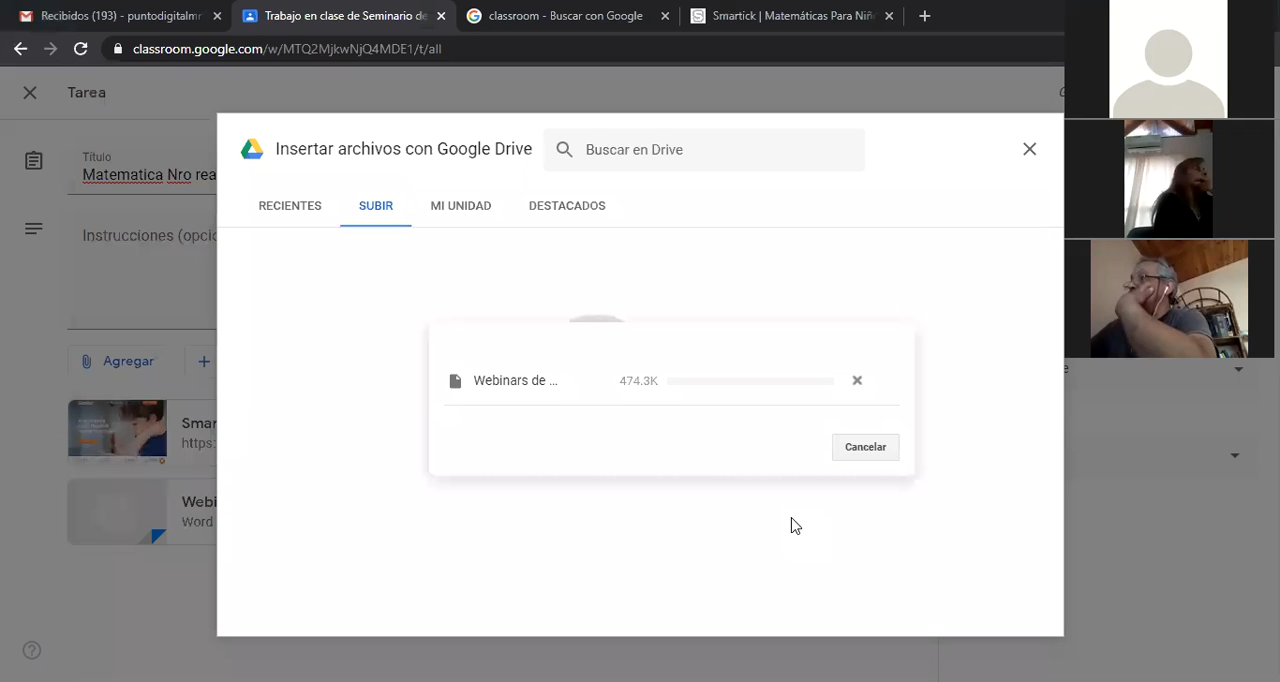 Recibidos (193) - puntodigitalmr
Trabajo en clase de Seminario de
classroom - Buscar con Google
Smartick | Matemáticas Para Niñ
classroom.google.com/w/MTQ2MjkwNjQ4MDE1/t/all
Tarea
Insertar archivos con Google Drive
Buscar en Drive
Título
Matematica Nro rea
RECIENTES
SUBIR
MI UNIDAD
DESTACADOS
Instrucciones (opci
Agregar
Webinars de ...
474.3K
Cancelar
Smar
https:
Webi
Word